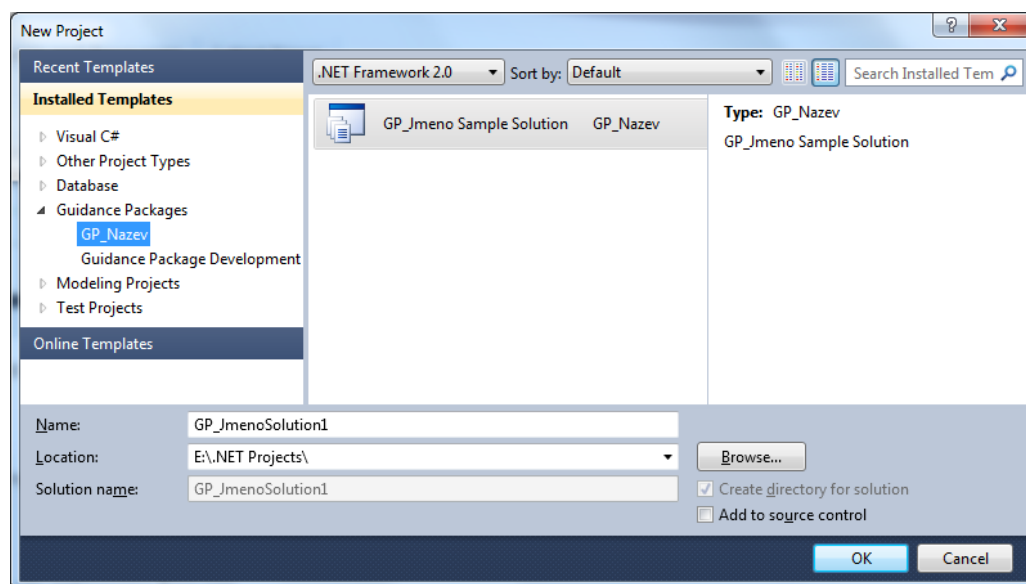 New Project
Recent Templates
.NET Framework 2.0 Sort by: Default Search Installed Tem
Installed Templates
Visual C#
Other Project Types
Database
Guidance Packages
GP_Nazev
Guidance Package Development
Modeling Projects
Test Projects
Online Templates
GP_Jmeno Sample Solution GP_Nazev
Type: GP_Nazev
GP_Jmeno Sample Solution
Name: GP_JmenoSolution1
Location: E:\.NET Projects\ Browse...
Solution name: GP_JmenoSolution1 Create directory for solution
Add to source control
OK Cancel